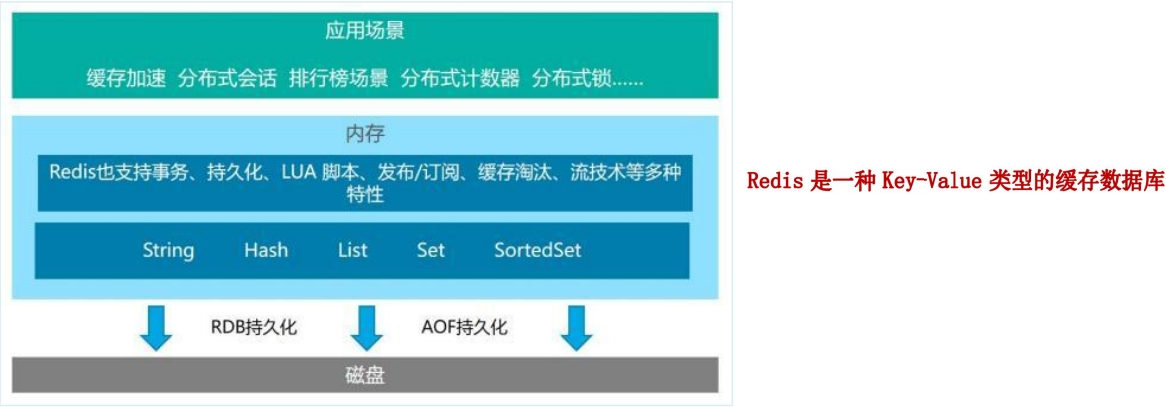 应用场景
缓存加速 分布式会话 排行榜场景 分布式计数器 分布式锁......
内存
Redis也支持事务、持久化、LUA 脚本、发布/订阅、缓存淘汰、流技术等多种
特性
Redis 是一种 Key-Value 类型的缓存数据库
String Hash List Set SortedSet
RDB持久化 AOF持久化
磁盘